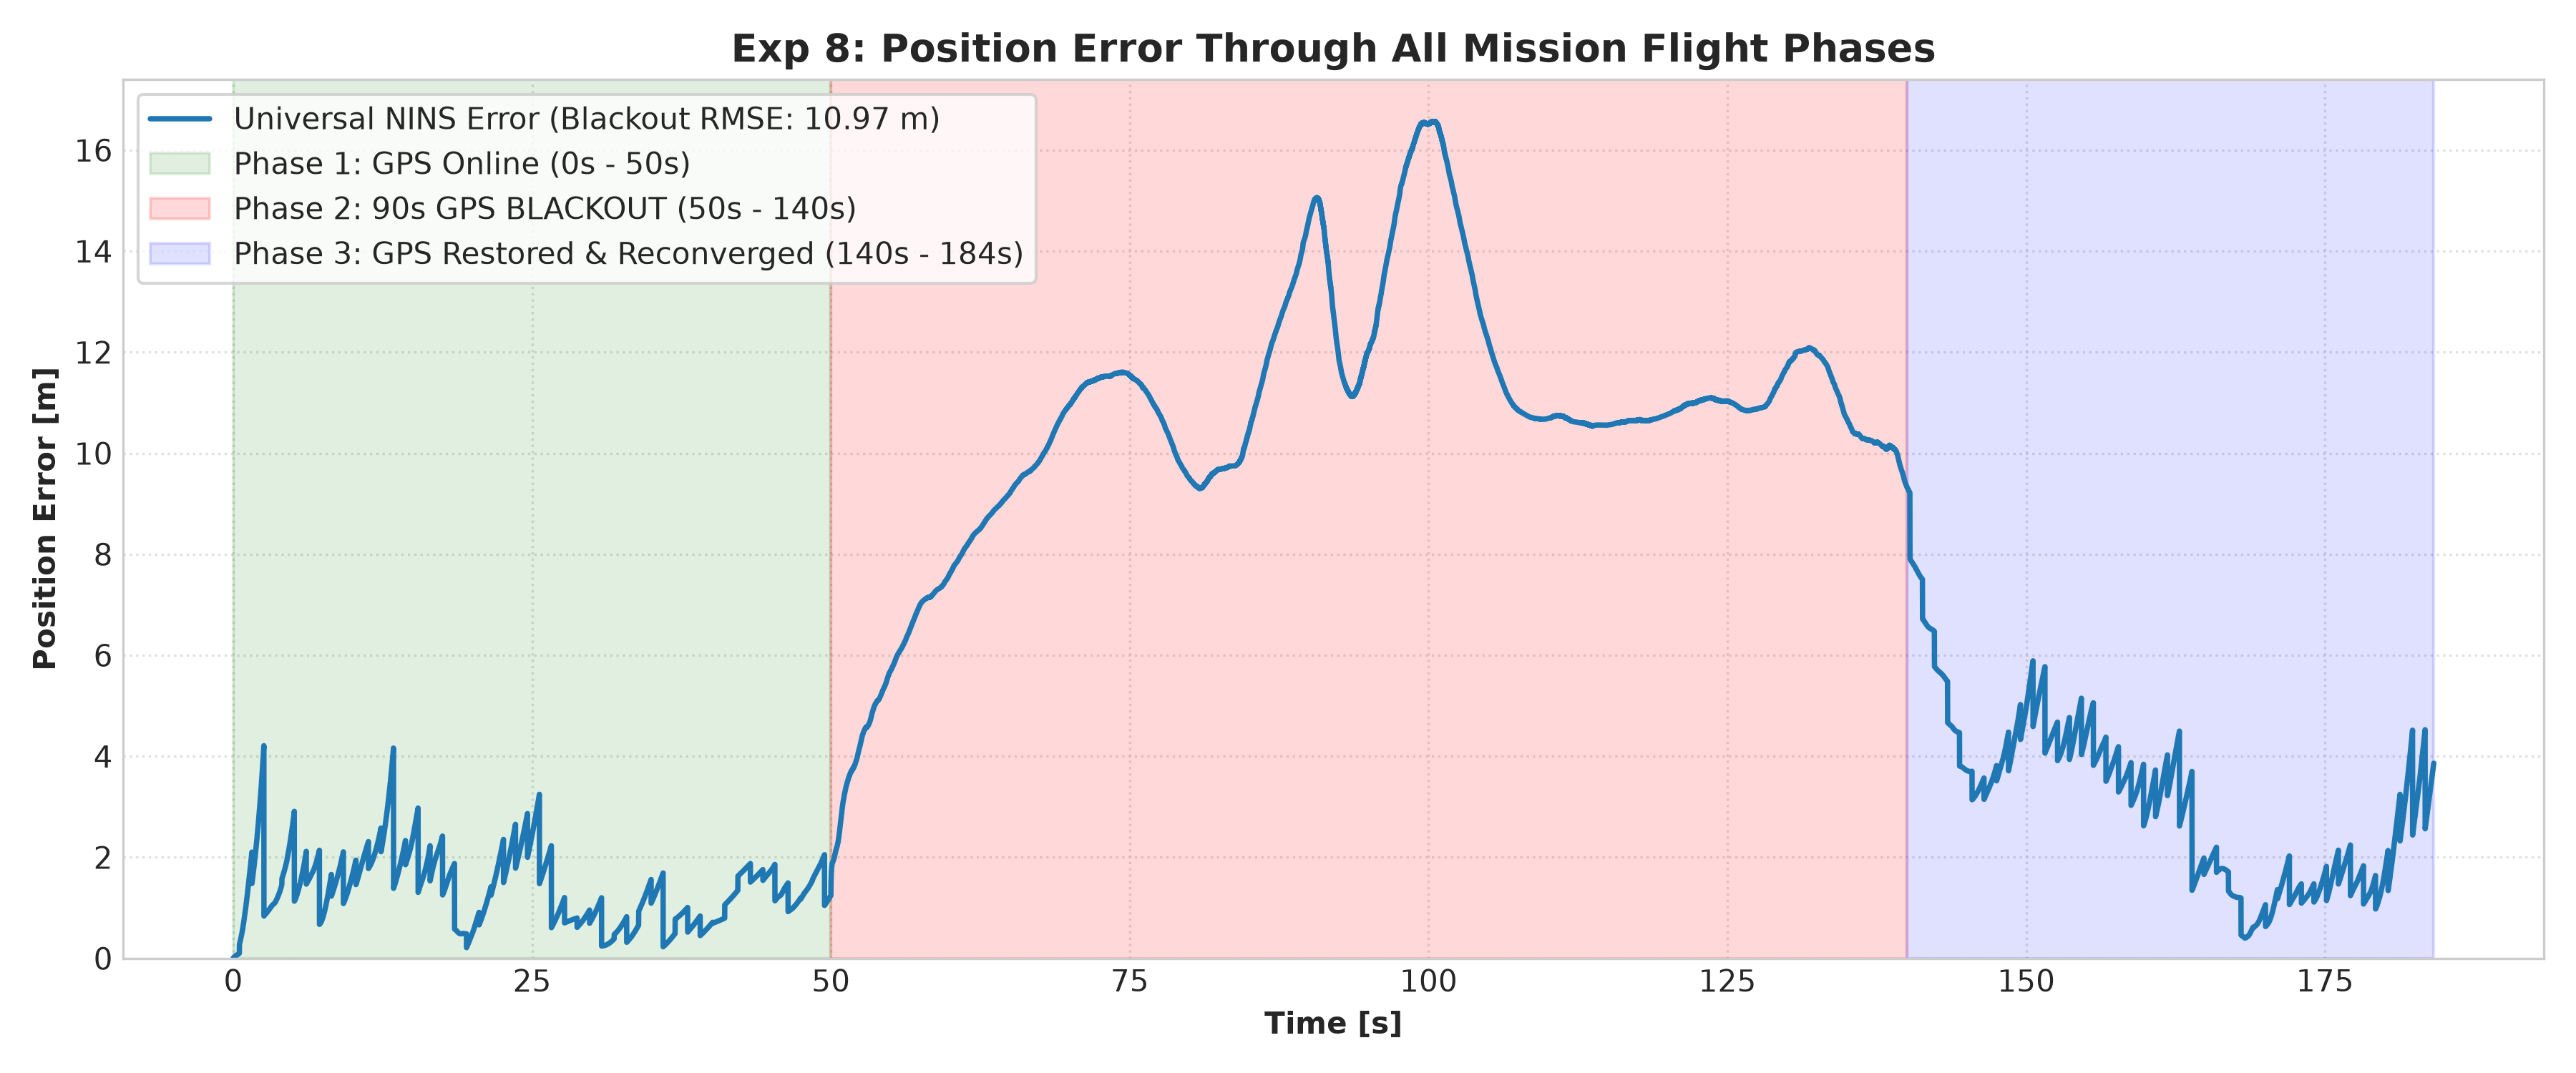 Exp 8: Position Error Through All Mission Flight Phases
Universal NINS Error (Blackout RMSE: 10.97 m)
Phase 1: GPS Online (0s - 50s)
Phase 2: 90s GPS BLACKOUT (50s - 140s)
Phase 3: GPS Restored & Reconverged (140s - 184s)
Position Error [m]
16
14
12
10
8
6
4
2
0
0 25 50 75 100 125 150 175
Time [s]